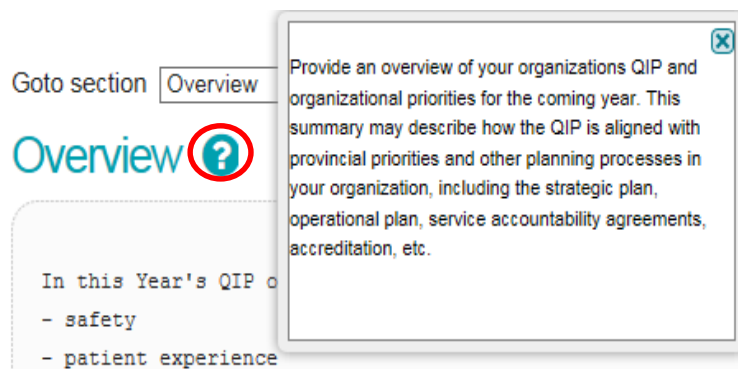 Goto section Overview
Overview ?
Provide an overview of your organizations QIP and
organizational priorities for the coming year. This
summary may describe how the QIP is aligned with
provincial priorities and other planning processes in
your organization, including the strategic plan,
operational plan, service accountability agreements,
accreditation, etc.
In this Year's QIP
- safety
- patient experience